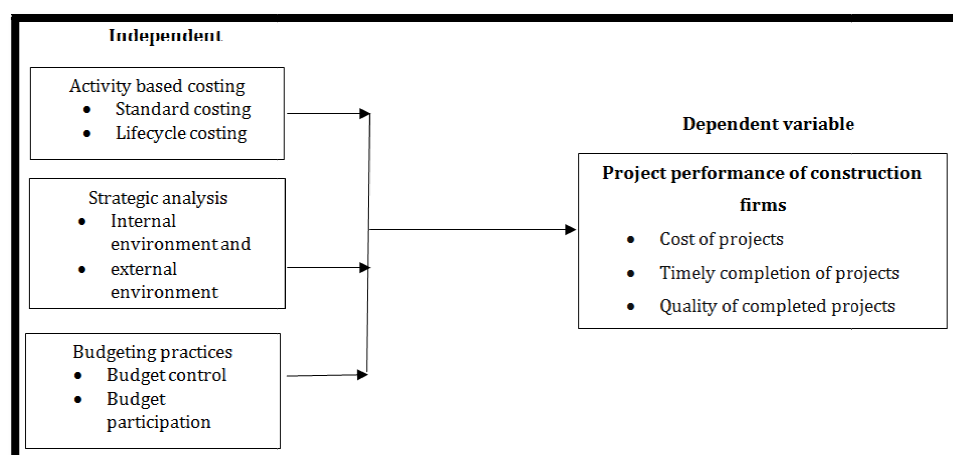 Independent
Activity based costing
• Standard costing
• Lifecycle costing
Strategic analysis
• Internal
environment and
• external
environment
Budgeting practices
• Budget control
• Budget
participation
Dependent variable
Project performance of construction
firms
• Cost of projects
• Timely completion of projects
• Quality of completed projects